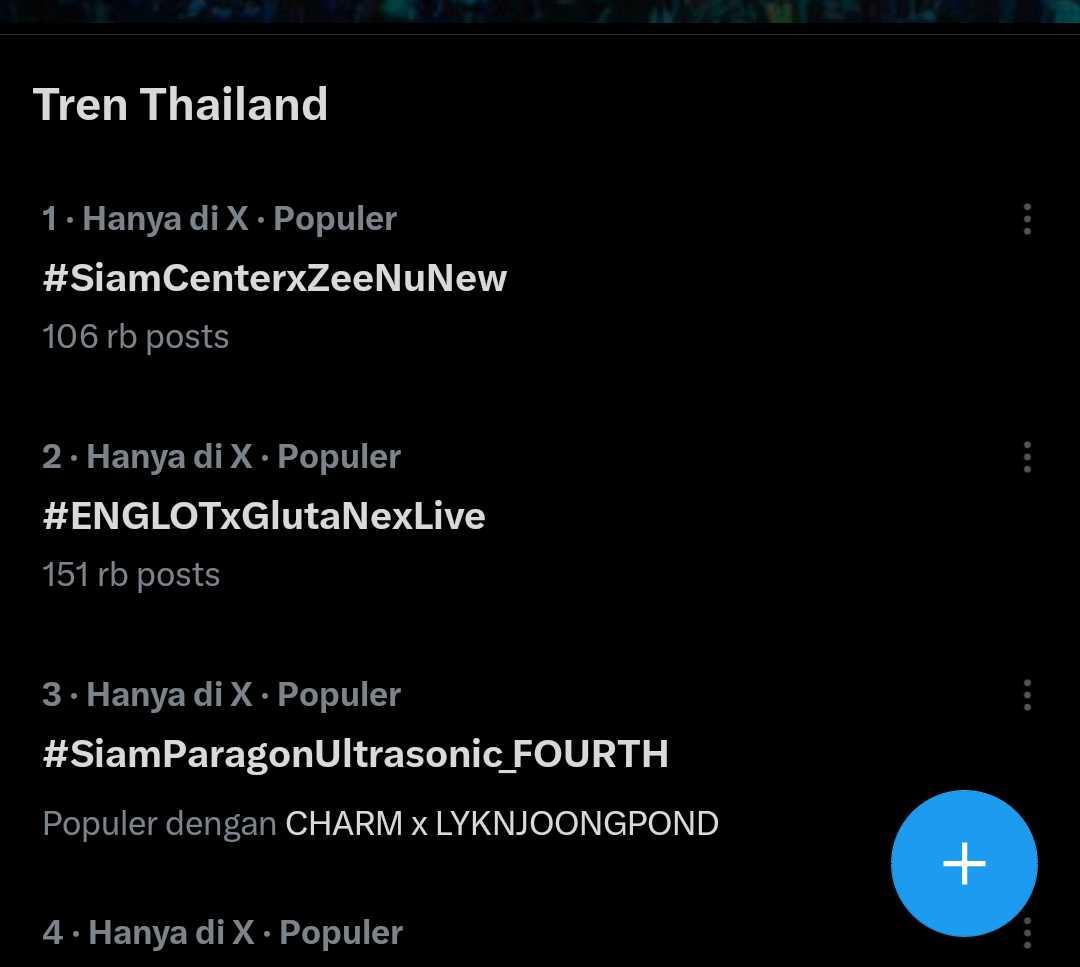 Tren Thailand
1 · Hanya di X · Populer
#SiamCenterxZeeNuNew
106 rb posts
2 · Hanya di X · Populer
#ENGLOTxGlutaNexLive
151 rb posts
3 · Hanya di X · Populer
#SiamParagonUltrasonic_FOURTH
Populer dengan CHARM x LYKNJOONGPOND
4 · Hanya di X · Populer